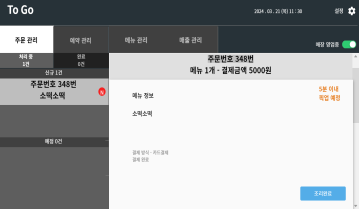 To Go
2024 . 03 . 21 (목) 11 : 30
설정
주문 관리
예약 관리
메뉴 관리
매출 관리
매장 영업중
처리 중
1건
완료
0건
신규 1건
주문번호 348번
소떡소떡
예정 0건
주문번호 348번
메뉴 1개 - 결제금액 5000원
메뉴 정보
5분 이내
픽업 예정
소떡소떡
결제 방식 - 카드결제
결제 완료
조리완료